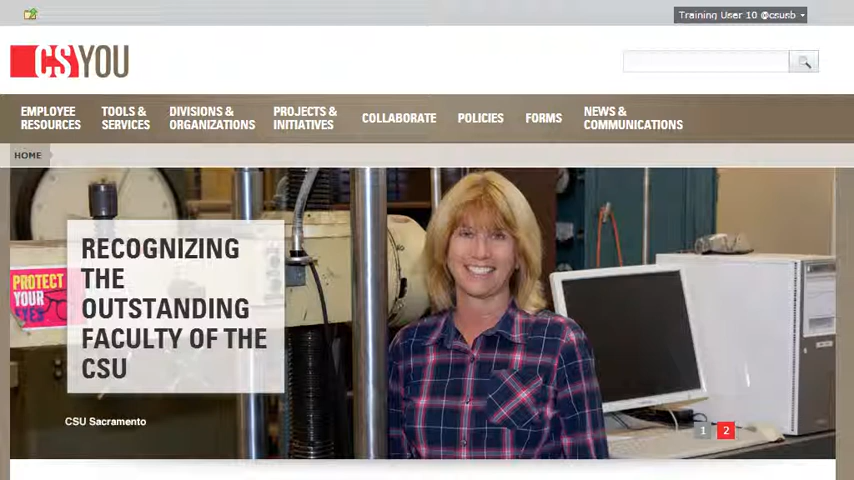 Training User 10 @csusb
CSYOU
EMPLOYEE
RESOURCES
TOOLS &
SERVICES
DIVISIONS &
ORGANIZATIONS
PROJECTS &
INITIATIVES
COLLABORATE
POLICIES
FORMS
NEWS &
COMMUNICATIONS
HOME
RECOGNIZING
THE
OUTSTANDING
FACULTY OF THE
CSU
PROTECT
YOUR
EYES
CSU Sacramento
1 2